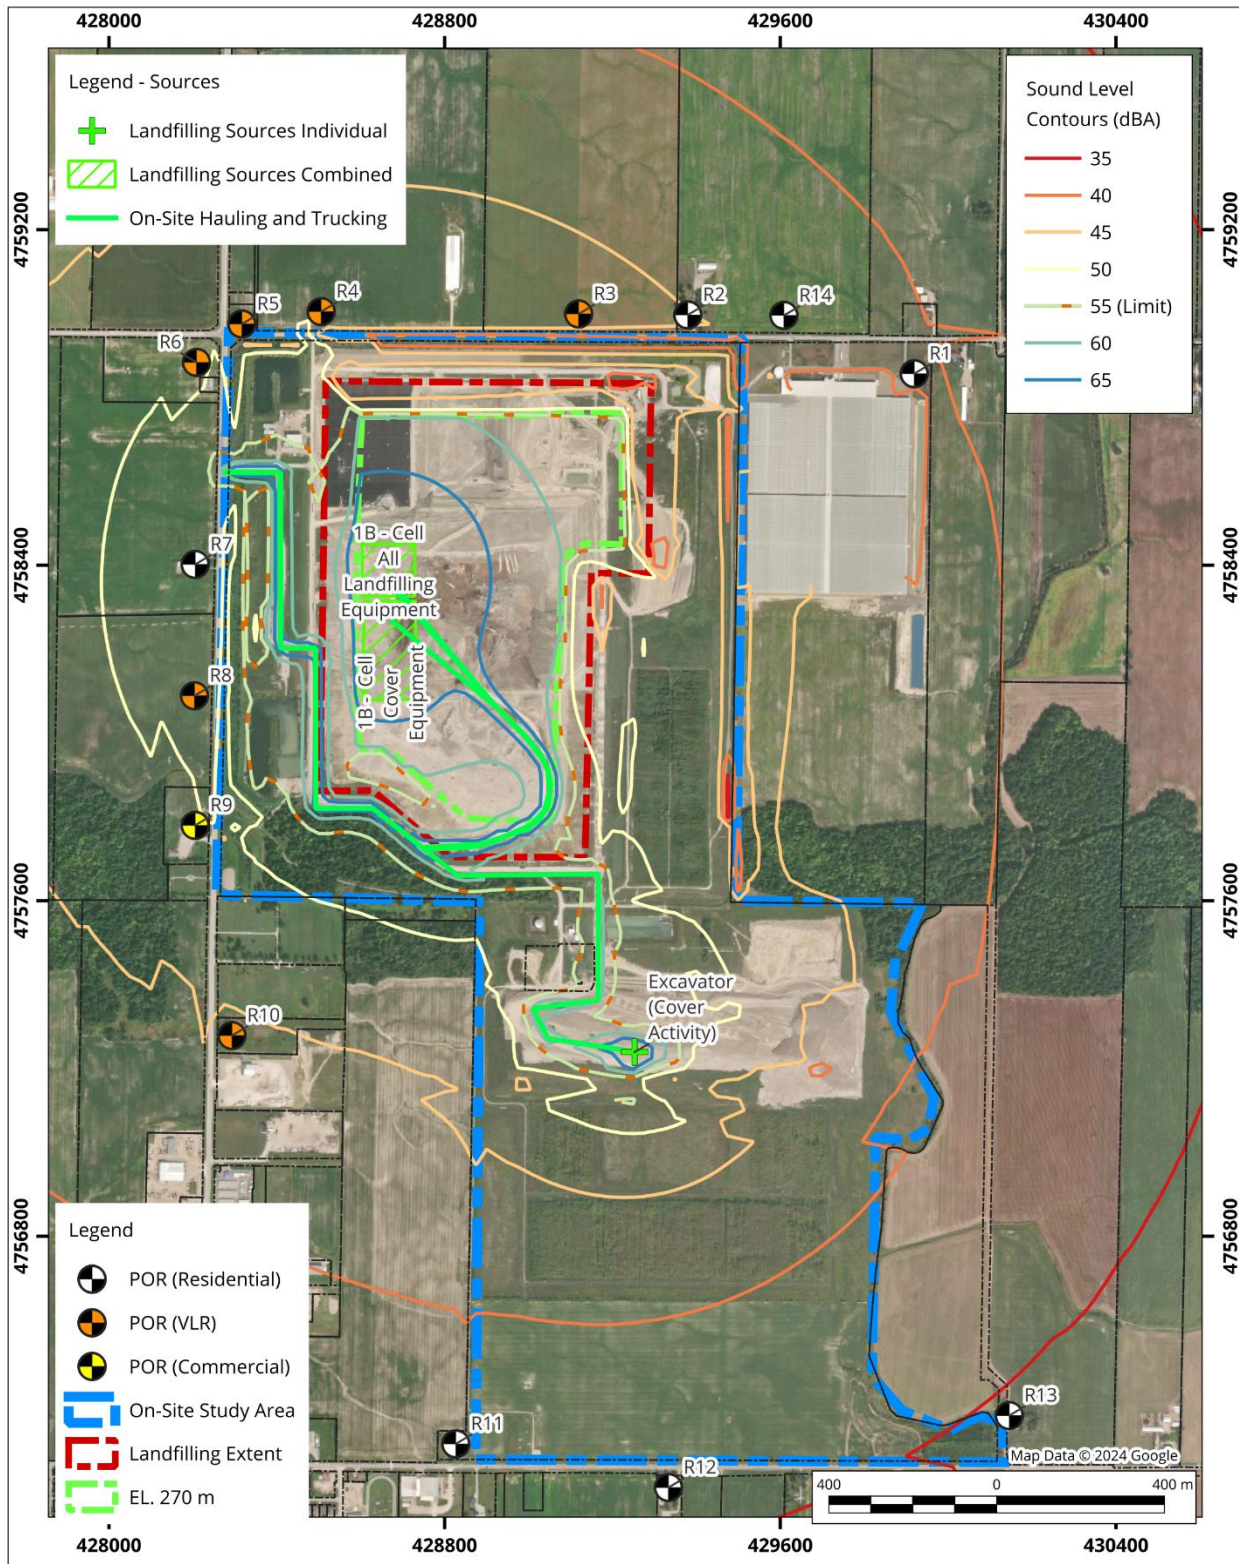 428000
428800
429600
430400
Legend - Sources
Landfilling Sources Individual
Landfilling Sources Combined
On-Site Hauling and Trucking
Sound Level
Contours (dBA)
35
40
45
50
55 (Limit)
60
65
4759200
4759200
R5
R4
R3
R2
R14
R6
R1
4758400
4758400
R7
1B - Cell
All
Landfilling
Equipment
1B - Cell
Cover
Equipment
R8
R9
4757600
4757600
Excavator
(Cover
Activity)
R10
4756800
4756800
Legend
POR (Residential)
POR (VLR)
POR (Commercial)
On-Site Study Area
Landfilling Extent
EL. 270 m
R11
R12
R13
Map Data © 2024 Google
400
0
400 m
428000
428800
429600
430400